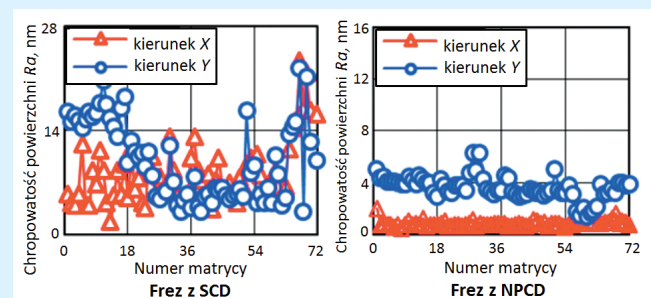 28
14
0
Chropowatość powierzchni Ra, nm
kierunek X
kierunek Y
0 18 36 54 72
Numer matrycy
Frez z SCD
16
12
8
4
0
Chropowatość powierzchni Ra, nm
kierunek X
kierunek Y
0 18 36 54 72
Numer matrycy
Frez z NPCD